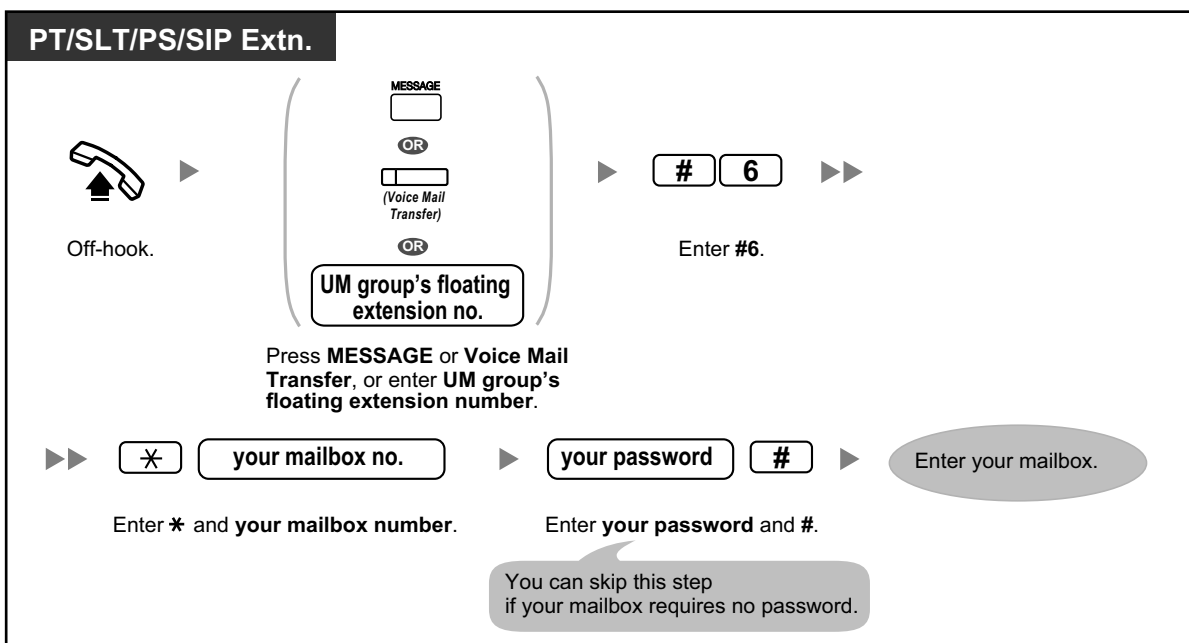 PT/SLT/PS/SIP Extn.
MESSAGE
OR
(Voice Mail
Transfer)
OR
UM group's floating
extension no.
# 6
Off-hook.
Enter #6.
Press MESSAGE or Voice Mail
Transfer, or enter UM group's
floating extension number.
* your mailbox no.
your password #
Enter your mailbox.
Enter * and your mailbox number.
Enter your password and #.
You can skip this step
if your mailbox requires no password.